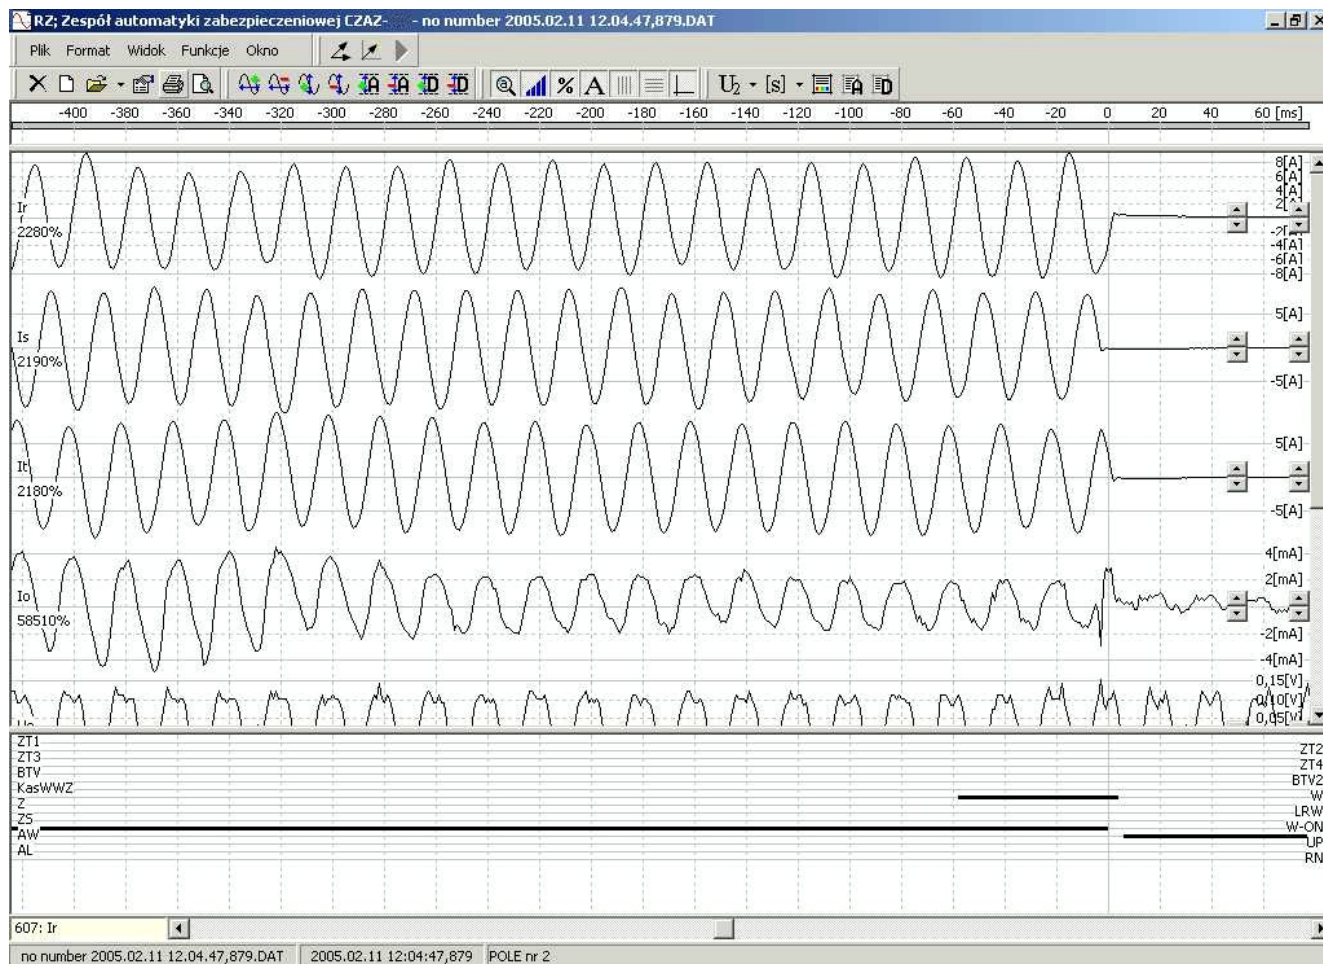 RZ; Zespół automatyki zabezpieczeniowej CZAZ- - no number 2005.02.11 12.04.47,879.DAT
Plik Format Widok Funkcje Okno
A A D D % A U2 [s] A D
-400 -380 -360 -340 -320 -300 -280 -260 -240 -220 -200 -180 -160 -140 -120 -100 -80 -60 -40 -20 0 20 40 60 [ms]
8[A]
6[A]
4[A]
Ir 2[A]
2280% -2[A]
-4[A]
-6[A]
-8[A]
5[A]
Is
2190%
-5[A]
5[A]
It
2180%
-5[A]
4[mA]
Io 2[mA]
58510%
-2[mA]
-4[mA]
0,15[V]
0,10[V]
0,05[V]
ZT1 ZT2
ZT3 ZT4
BTV BTV2
KasWWZ W
Z LRW
ZS W-ON
AW UP
AL RN
607: Ir
no number 2005.02.11 12.04.47,879.DAT 2005.02.11 12:04:47,879 POLE nr 2